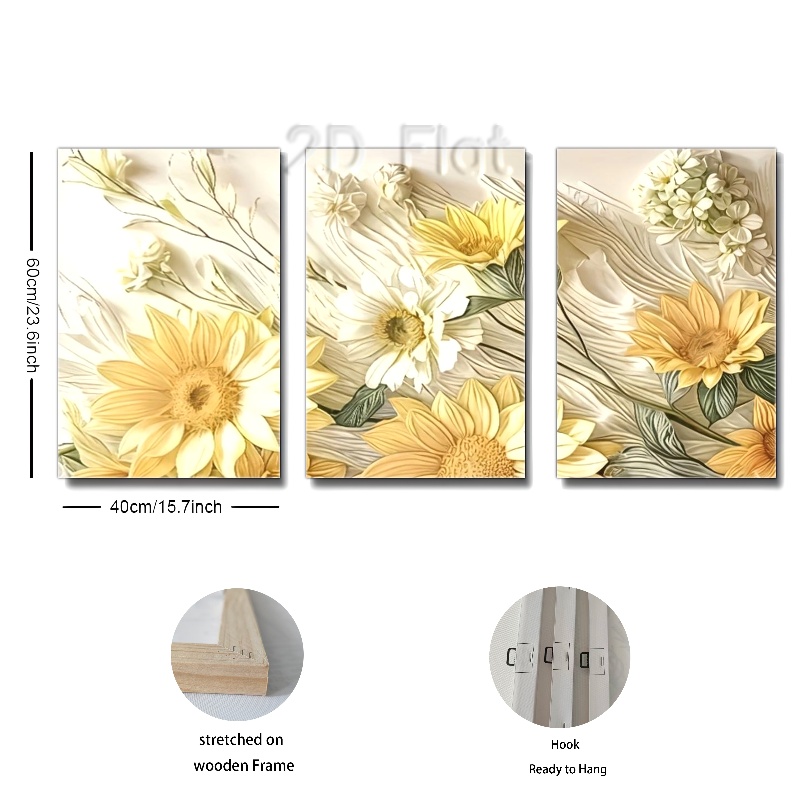 2D Flat
60cm/23.6inch
40cm/15.7inch
stretched on
wooden Frame
Hook
Ready to Hang